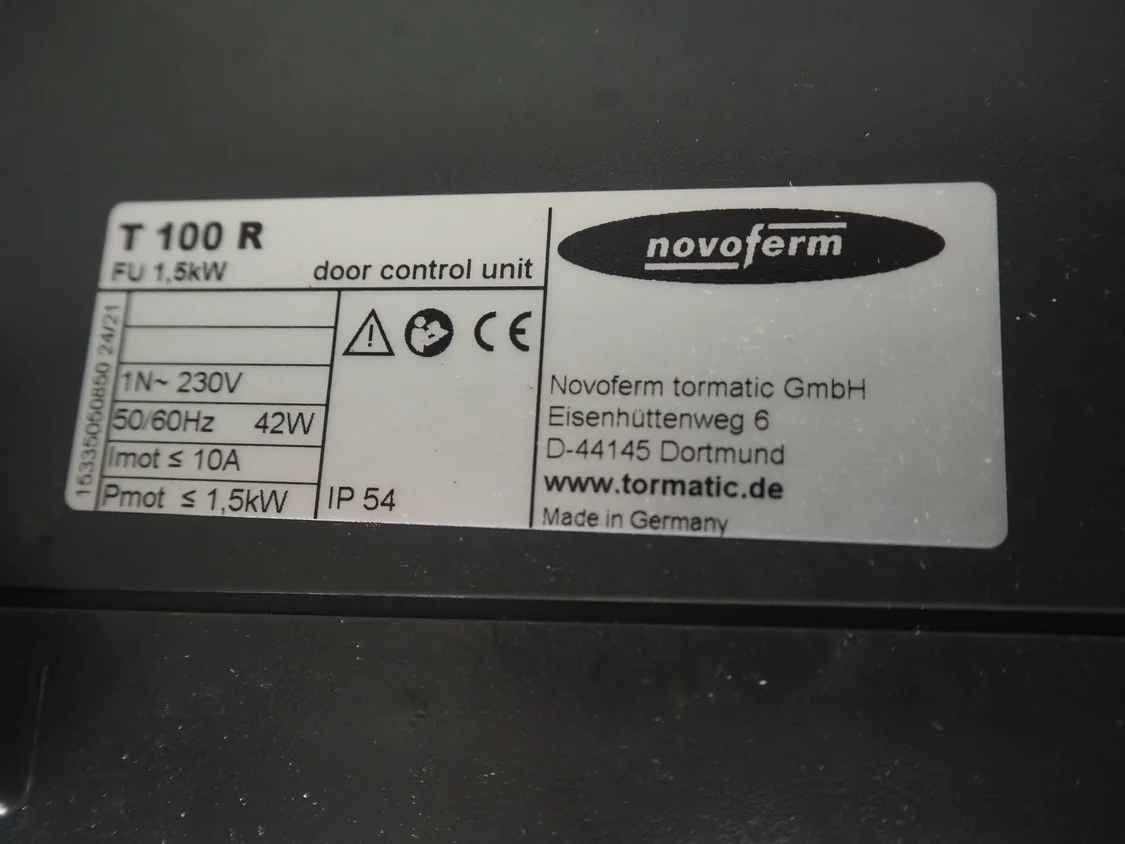 T 100 R
FU 1,5kW
door control unit
15335050850 24/21
1N~ 230V
50/60Hz 42W
Imot ≤ 10A
Pmot ≤ 1,5kW
CE
IP 54
novoferm
Novoferm tormatic GmbH
Eisenhüttenweg 6
D-44145 Dortmund
www.tormatic.de
Made in Germany